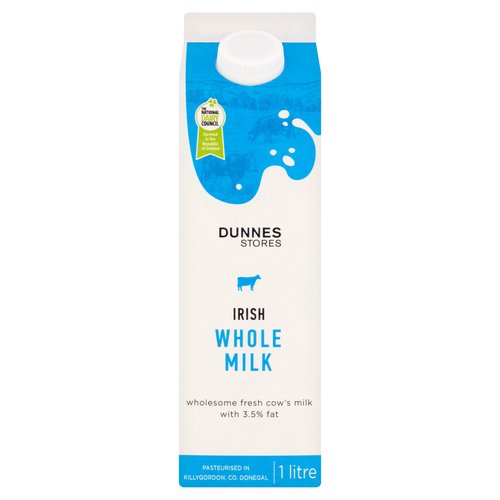 THE
NATIONAL
DAIRY
COUNCIL
Farmed
in the
Republic
of Ireland
DUNNES
STORES
IRISH
WHOLE
MILK
wholesome fresh cow's milk
with 3.5% fat
PASTEURISED IN
KILLYGORDON, CO. DONEGAL
1 litre